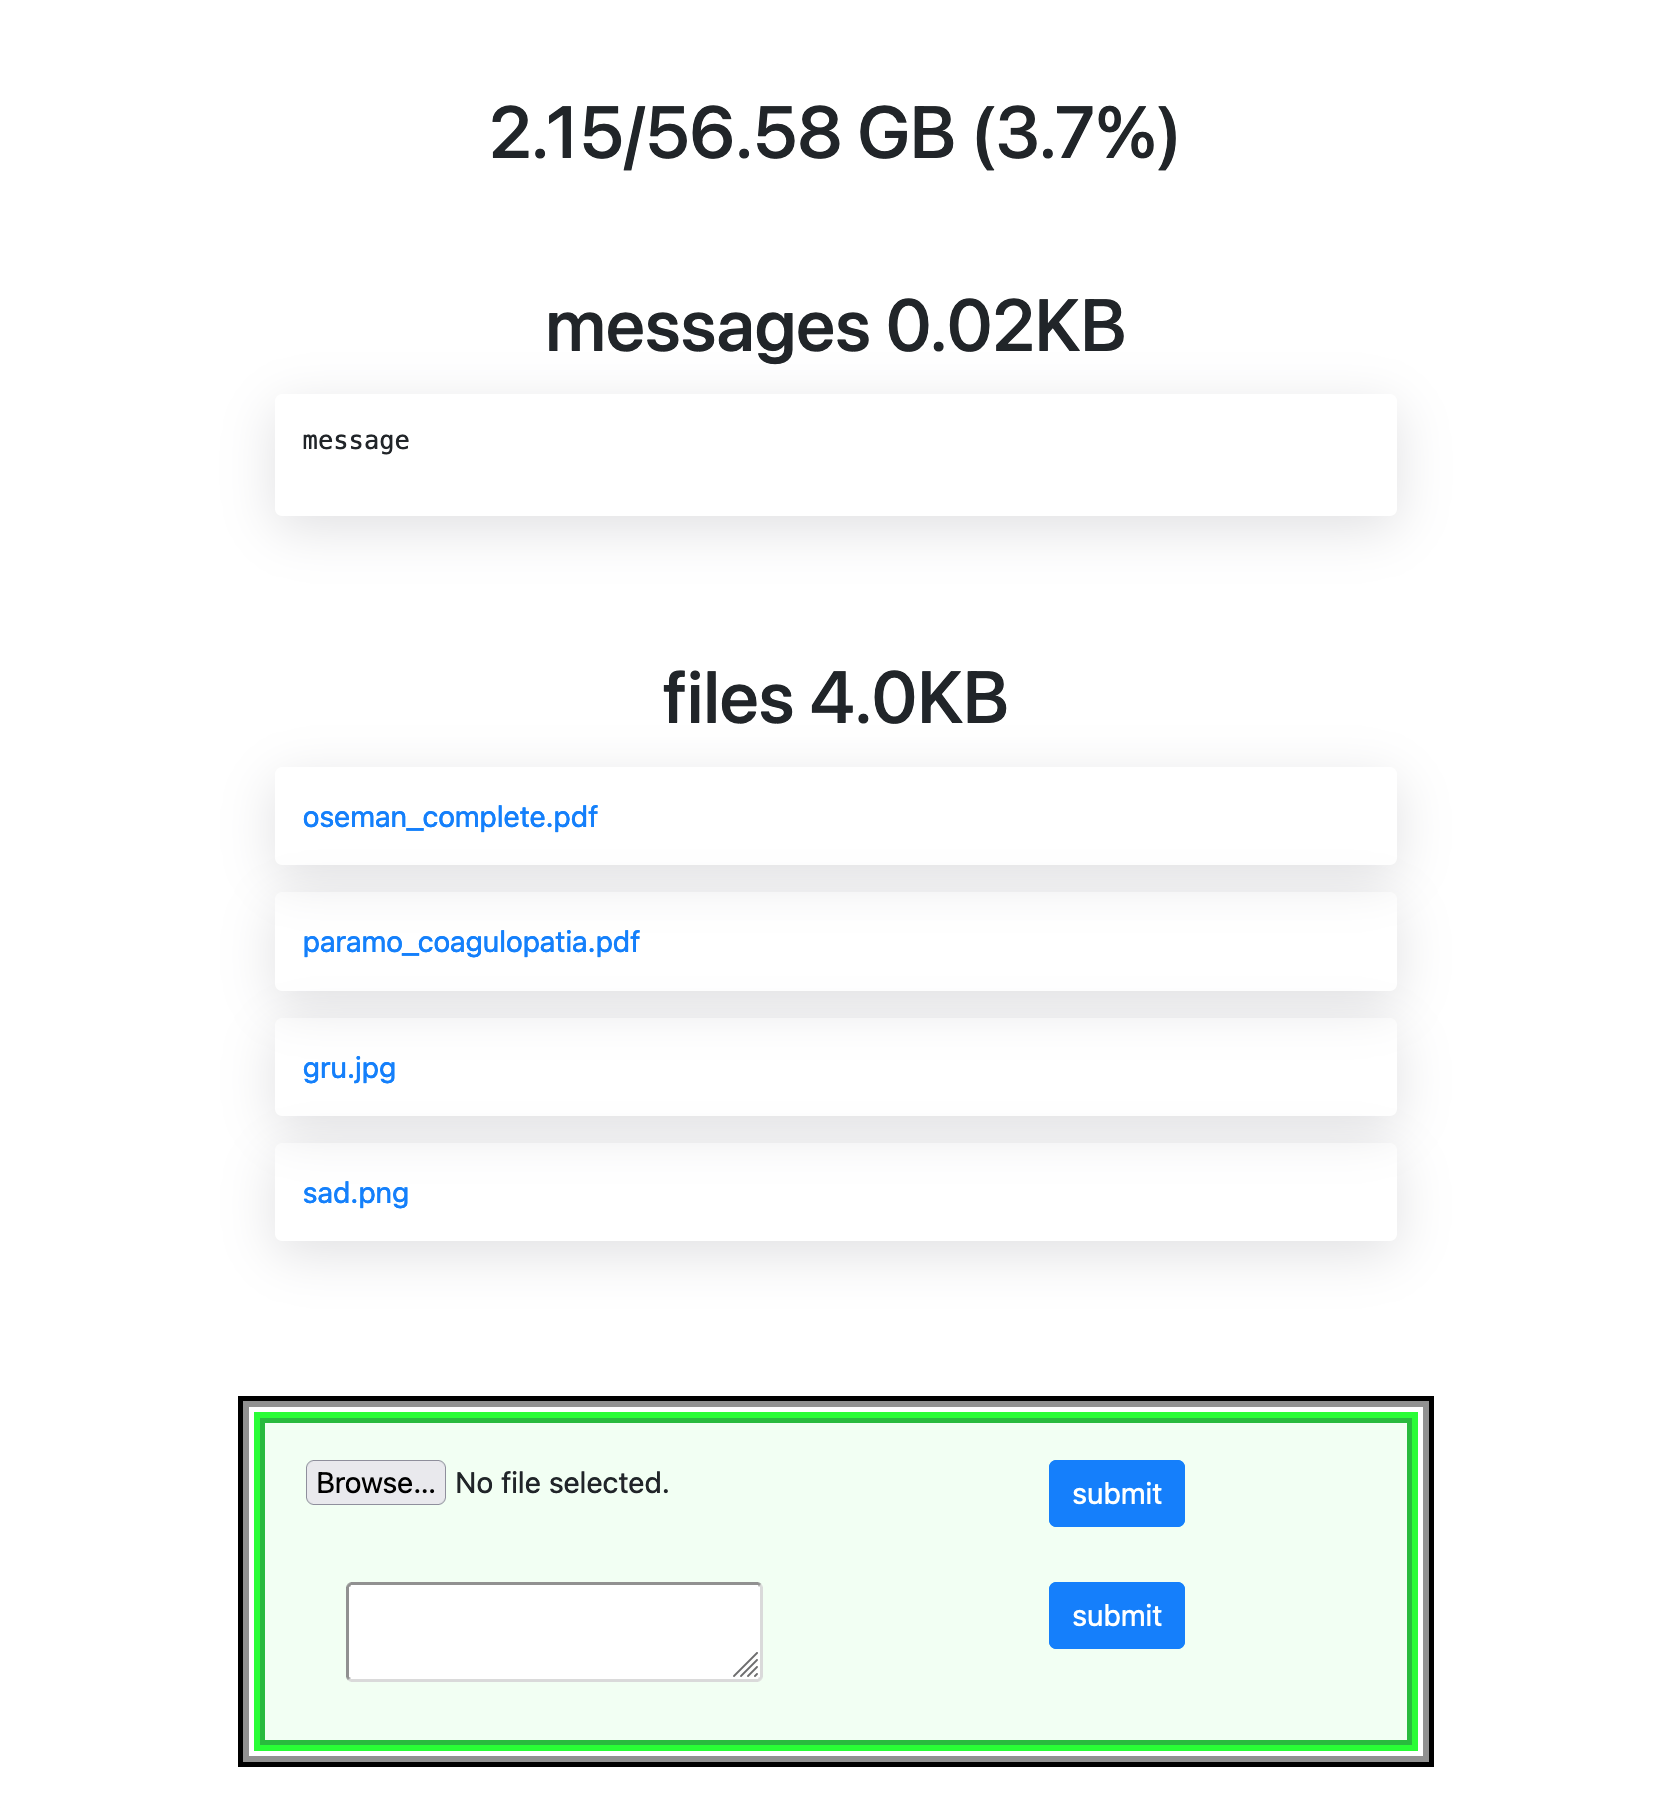 2.15/56.58 GB (3.7%)
messages 0.02KB
message
files 4.0KB
oseman_complete.pdf
paramo_coagulopatia.pdf
gru.jpg
sad.png
Browse... No file selected.
submit
submit